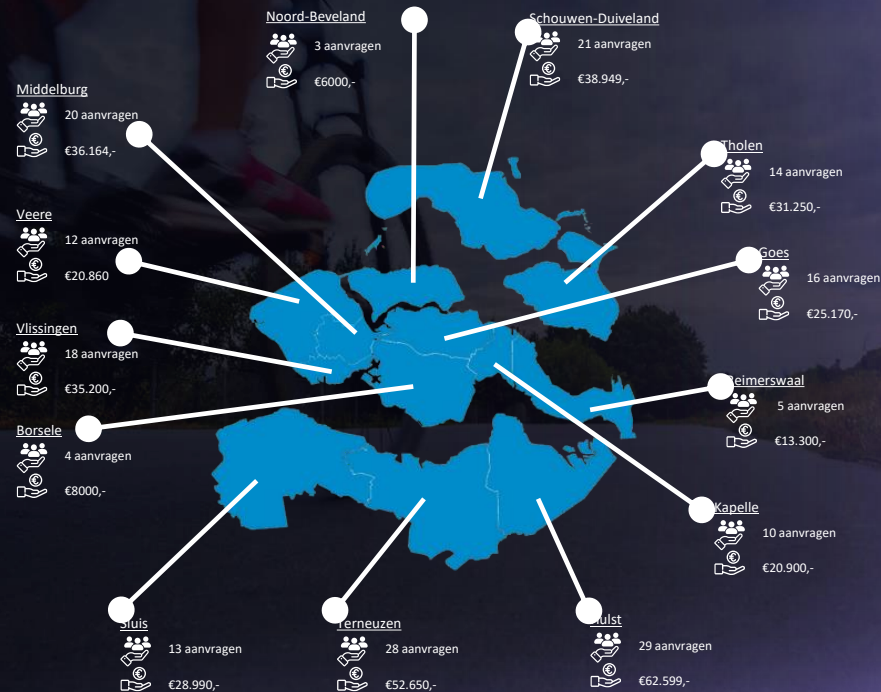 Noord-Beveland
3 aanvragen
€6000,-
Schouwen-Duiveland
21 aanvragen
€38.949,-
Middelburg
20 aanvragen
€36.164,-
Tholen
14 aanvragen
€31.250,-
Veere
12 aanvragen
€20.860
Goes
16 aanvragen
€25.170,-
Vlissingen
18 aanvragen
€35.200,-
Reimerswaal
5 aanvragen
€13.300,-
Borsele
4 aanvragen
€8000,-
Kapelle
10 aanvragen
€20.900,-
Sluis
13 aanvragen
€28.990,-
Terneuzen
28 aanvragen
€52.650,-
Hulst
29 aanvragen
€62.599,-